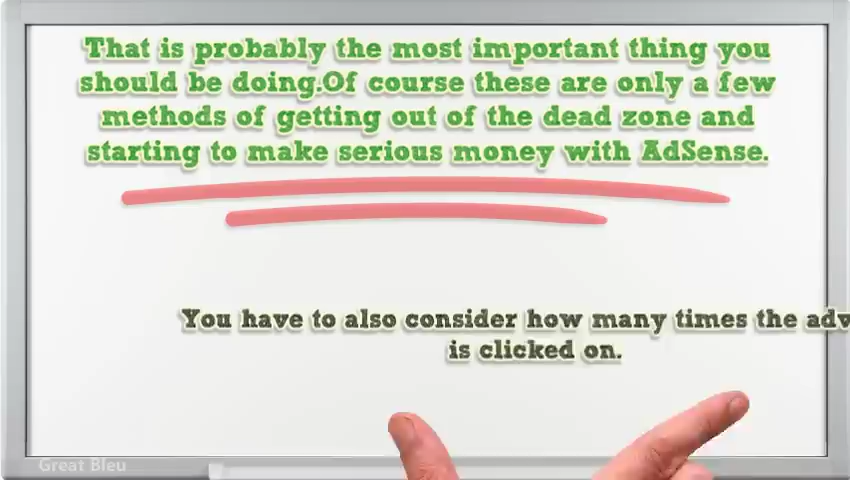 That is probably the most important thing you
should be doing.Of course these are only a few
methods of getting out of the dead zone and
starting to make serious money with AdSense.
You have to also consider how many times the
is clicked on.
Great Bleu